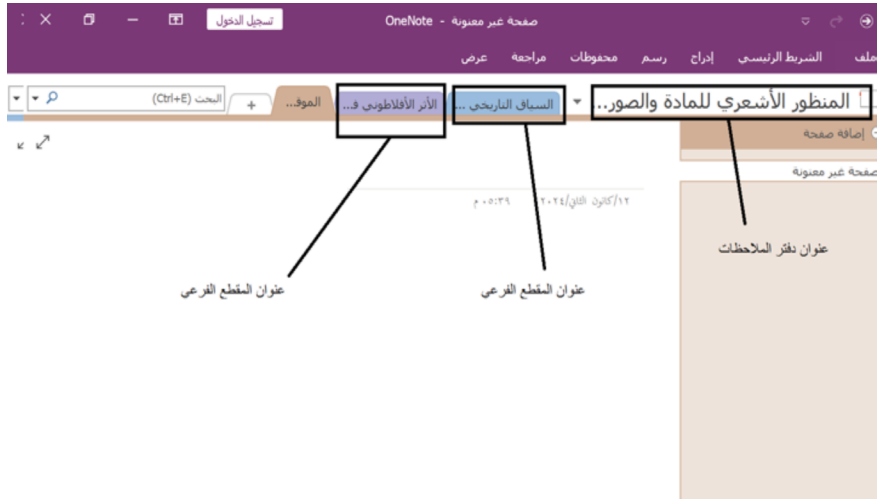 صفحة غير معنونة - OneNote
تسجيل الدخول
ملف الشريط الرئيسي إدراج رسم محفوظات مراجعة عرض
المنظور الأشعري للمادة والصور...
السياق التاريخي ...
الأثر الأفلاطوني ف...
الموق...
+
البحث (Ctrl+E)
إضافة صفحة
صفحة غير معنونة
١٢/كانون الثاني/٢٠٢٤ ٠٥:٣٩ م
عنوان دفتر الملاحظات
عنوان المقطع الفرعي
عنوان المقطع الفرعي